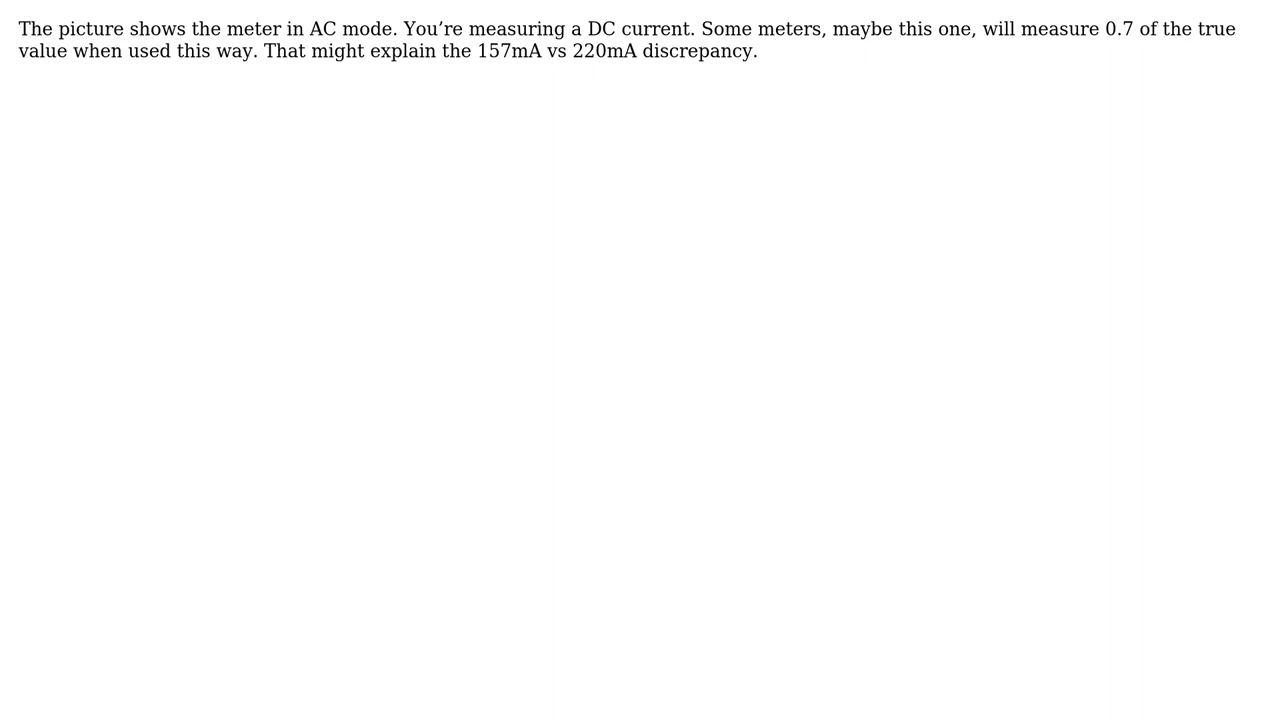 The picture shows the meter in AC mode. You’re measuring a DC current. Some meters, maybe this one, will measure 0.7 of the true
value when used this way. That might explain the 157mA vs 220mA discrepancy.